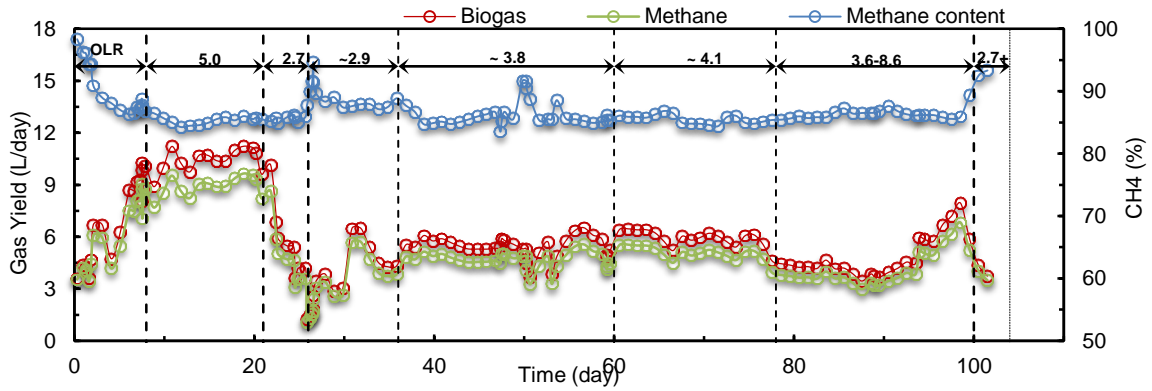 Biogas Methane Methane content
18 100
OLR 5.0 2.7 ~2.9 ~ 3.8 ~ 4.1 3.6-8.6 2.7+
15 90
12
80
9
70
6
60
3
0 50
0 20 40 60 80 100
Gas Yield (L/day)
CH4 (%)
Time (day)